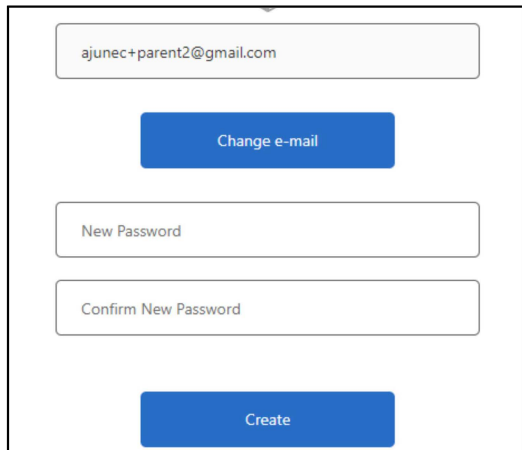 ajunec+parent2@gmail.com
Change e-mail
New Password
Confirm New Password
Create